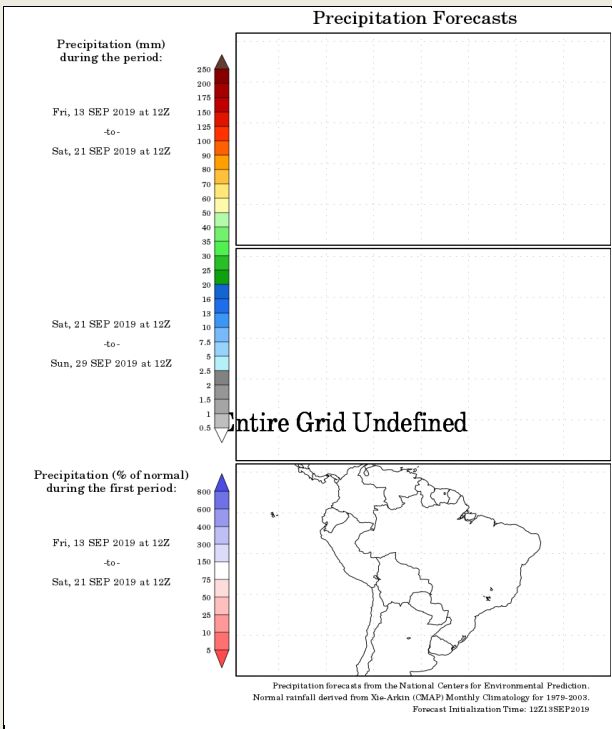 Precipitation Forecasts
Precipitation (mm)
during the period:
Fri, 13 SEP 2019 at 12Z
-to-
Sat, 21 SEP 2019 at 12Z
250
200
175
150
125
100
90
80
70
60
50
40
35
30
25
20
16
13
10
7.5
5
2.5
2
1.5
1
0.5
Sat, 21 SEP 2019 at 12Z
-to-
Sun, 29 SEP 2019 at 12Z
Entire Grid Undefined
Precipitation (% of normal)
during the first period:
Fri, 13 SEP 2019 at 12Z
-to-
Sat, 21 SEP 2019 at 12Z
800
600
400
300
150
75
50
25
10
5
Precipitation forecasts from the National Centers for Environmental Prediction.
Normal rainfall derived from Xie-Arkin (CMAP) Monthly Climatology for 1979-2003.
Forecast Initialization Time: 12Z13SEP2019